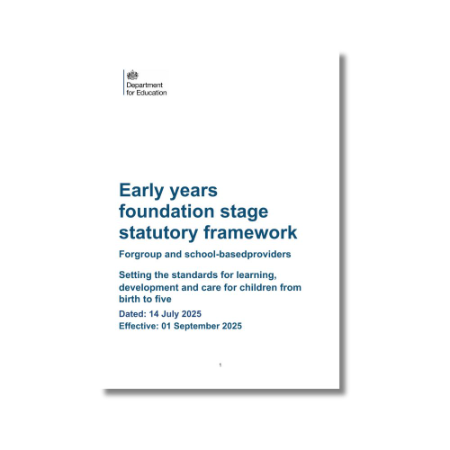 Department
for Education
Early years
foundation stage
statutory framework
Forgroup and school-basedproviders
Setting the standards for learning,
development and care for children from
birth to five
Dated: 14 July 2025
Effective: 01 September 2025